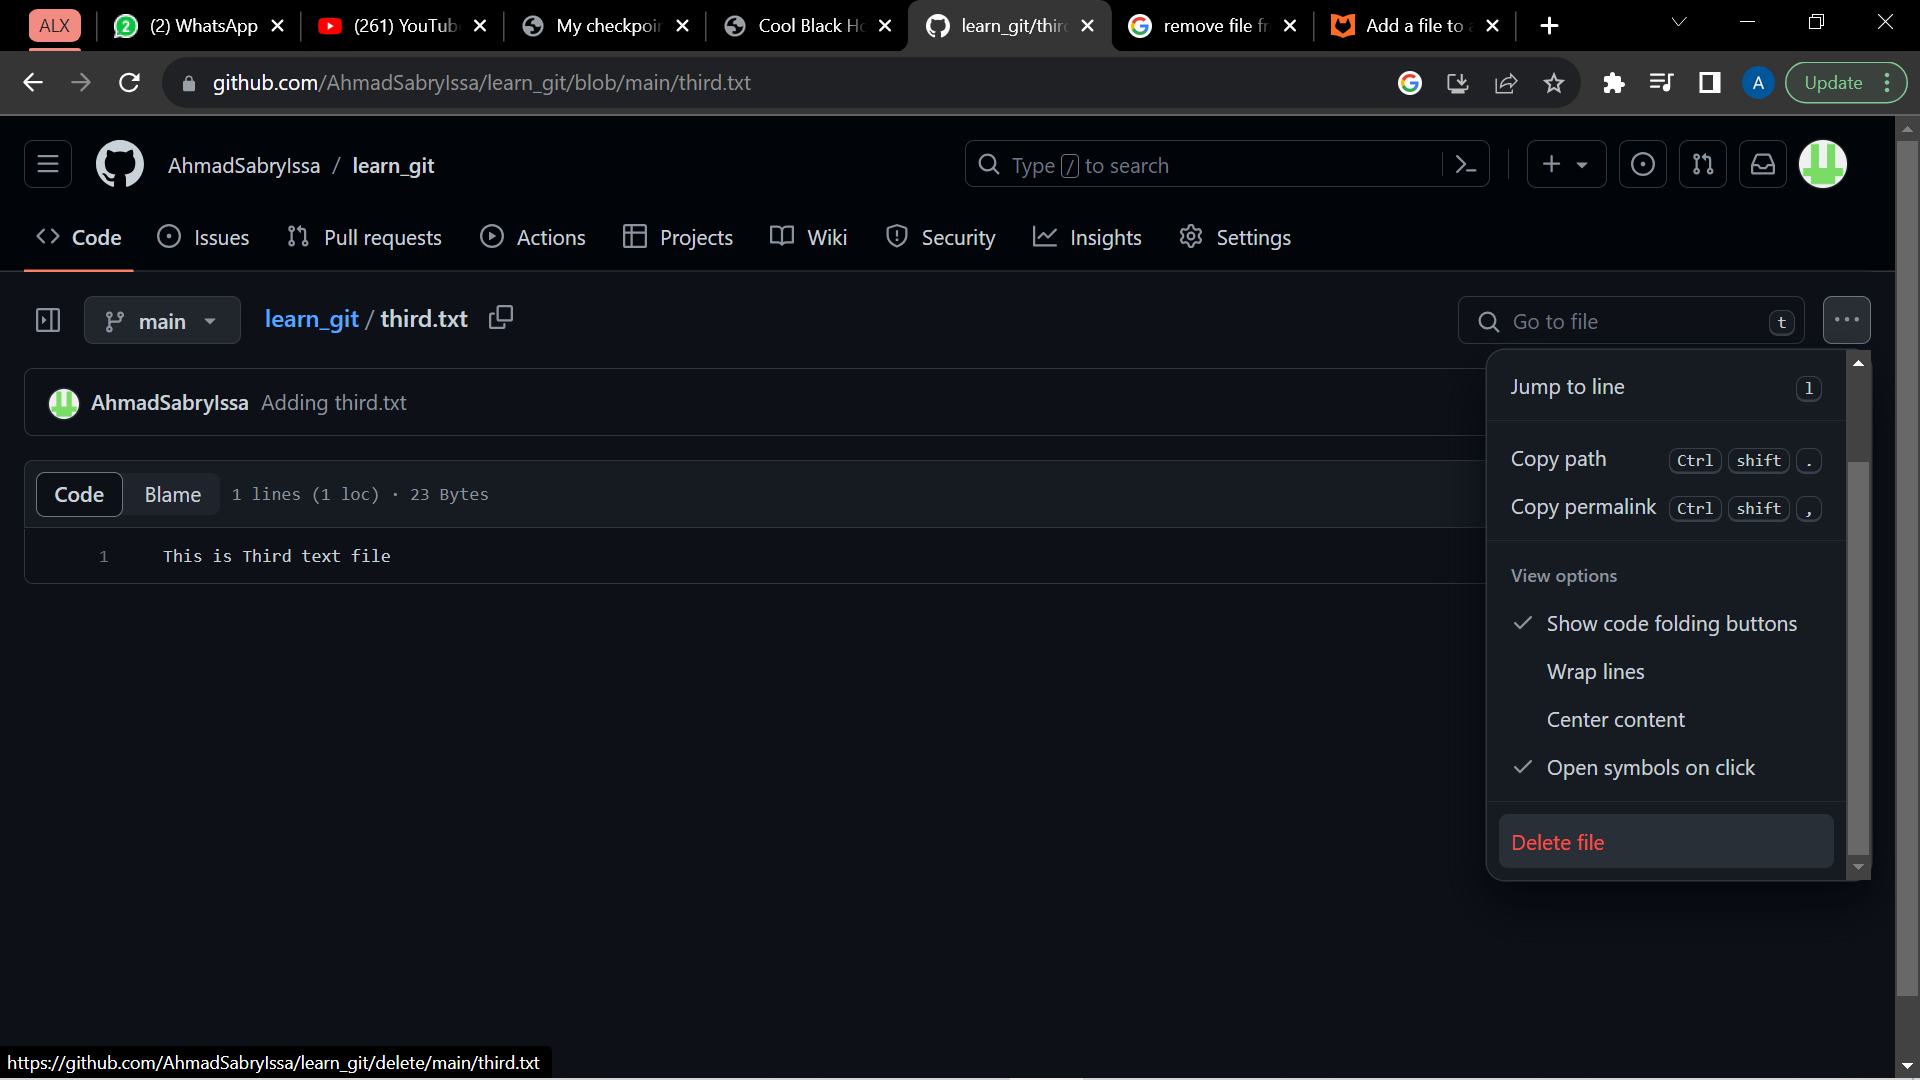 ALX
(2) WhatsApp
(261) YouTub
My checkpoin
Cool Black Ho
learn_git/thir
remove file fr
Add a file to a
github.com/AhmadSabryIssa/learn_git/blob/main/third.txt
A
Update
AhmadSabryIssa / learn_git
Type / to search
Code
Issues
Pull requests
Actions
Projects
Wiki
Security
Insights
Settings
main
learn_git / third.txt
Go to file
t
AhmadSabryIssa Adding third.txt
Jump to line l
Copy path Ctrl shift .
Copy permalink Ctrl shift ,
Code Blame 1 lines (1 loc) · 23 Bytes
1 This is Third text file
View options
Show code folding buttons
Wrap lines
Center content
Open symbols on click
Delete file
https://github.com/AhmadSabryIssa/learn_git/delete/main/third.txt